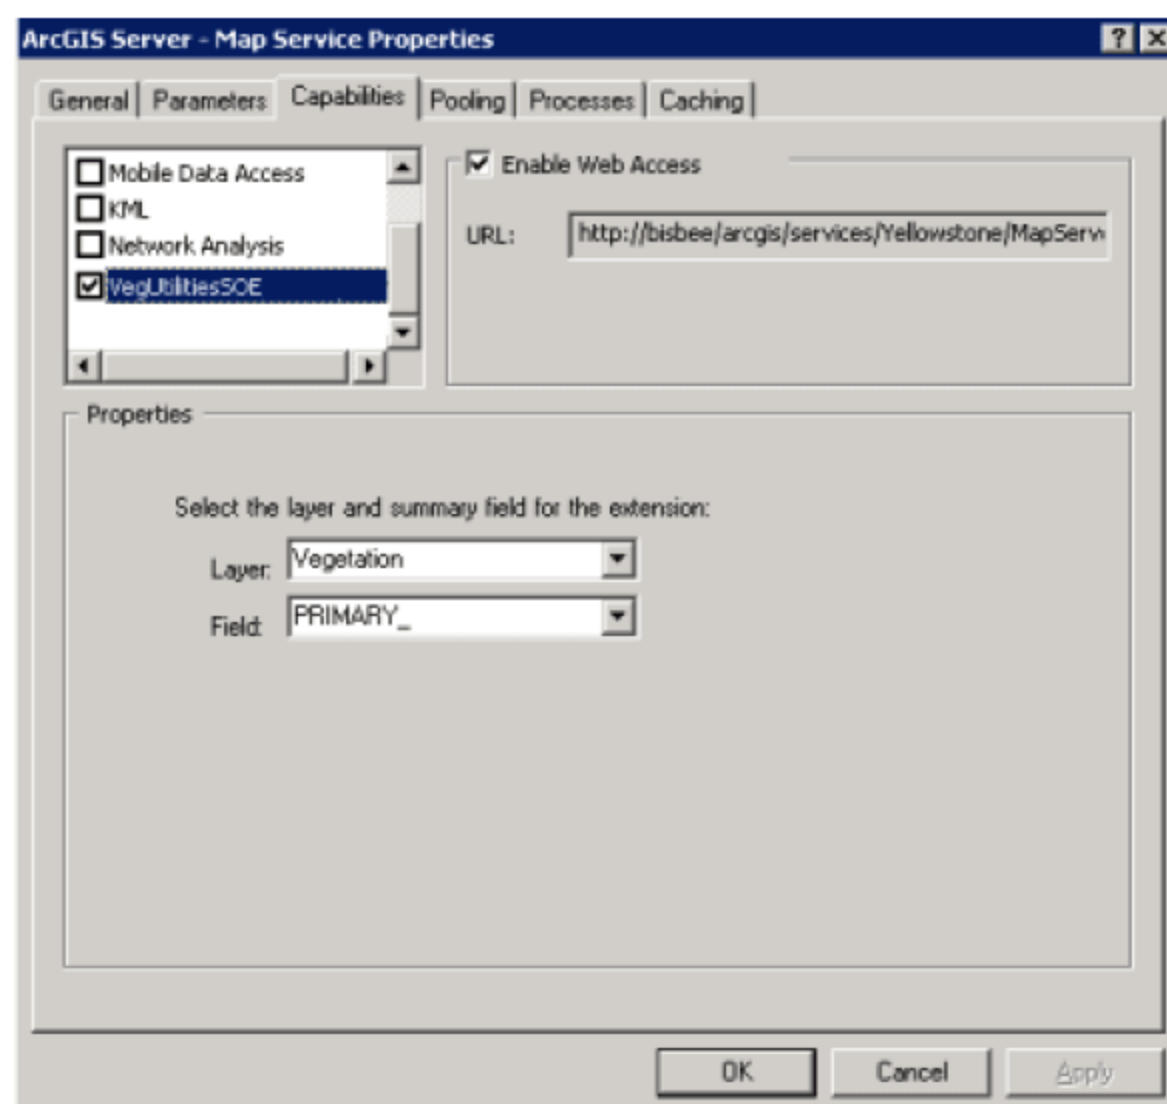 ArcGIS Server - Map Service Properties
General Parameters Capabilities Pooling Processes Caching
Mobile Data Access
KML
Network Analysis
VegUtilitiesSOE
Enable Web Access
URL: http://bisbee/arcgis/services/Yellowstone/MapServ
Properties
Select the layer and summary field for the extension:
Layer: Vegetation
Field: PRIMARY_
OK Cancel Apply